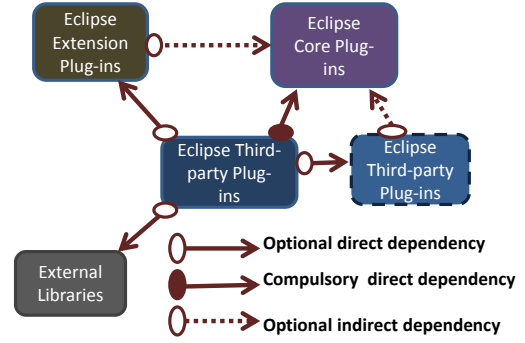 Eclipse
Extension
Plug-ins
Eclipse
Core Plug-
ins
Eclipse Third-
party Plug-
ins
Eclipse
Third-party
Plug-ins
External
Libraries
Optional direct dependency
Compulsory direct dependency
Optional indirect dependency